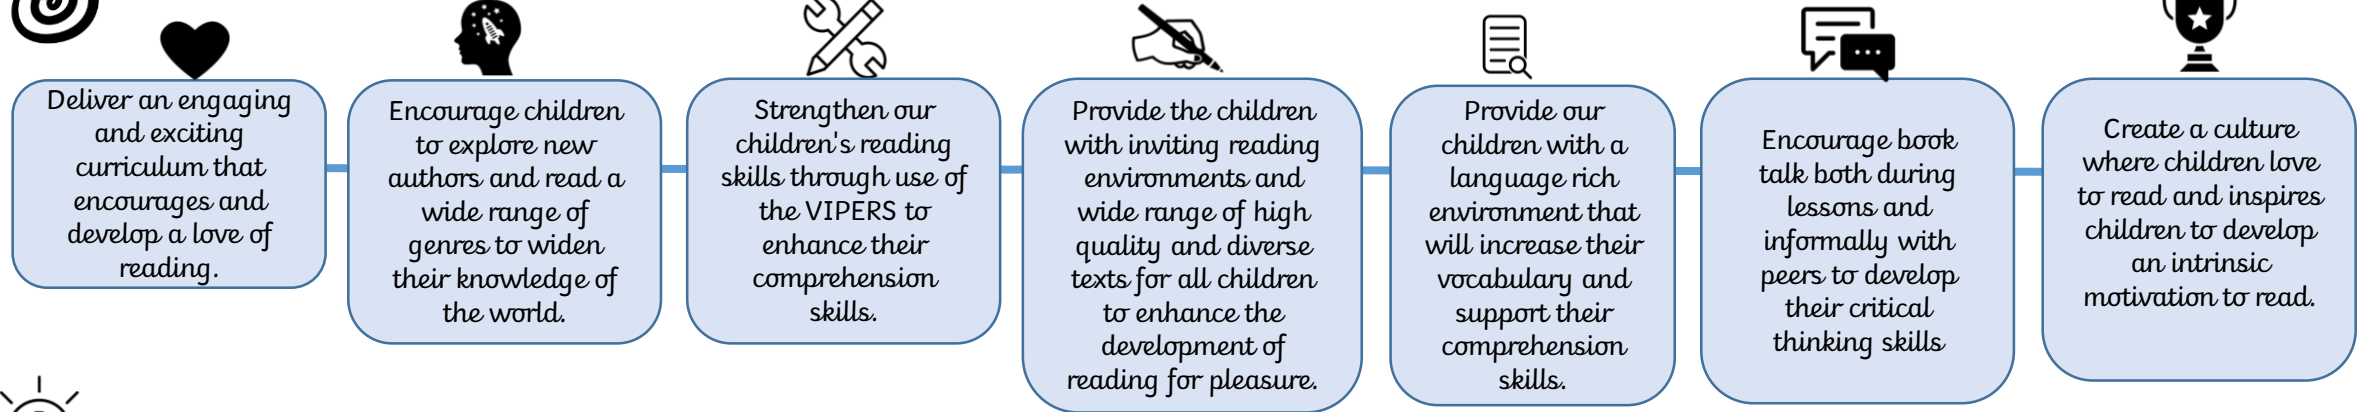 Deliver an engaging
and exciting
curriculum that
encourages and
develop a love of
reading.
Encourage children
to explore new
authors and read a
wide range of
genres to widen
their knowledge of
the world.
Strengthen our
children's reading
skills through use of
the VIPERS to
enhance their
comprehension
skills.
Provide the children
with inviting reading
environments and
wide range of high
quality and diverse
texts for all children
to enhance the
development of
reading for pleasure.
Provide our
children with a
language rich
environment that
will increase their
vocabulary and
support their
comprehension
skills.
Encourage book
talk both during
lessons and
informally with
peers to develop
their critical
thinking skills
Create a culture
where children love
to read and inspires
children to develop
an intrinsic
motivation to read.